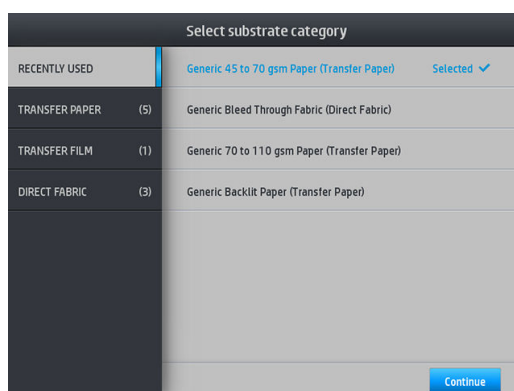 Select substrate category
RECENTLY USED
Generic 45 to 70 gsm Paper (Transfer Paper) Selected
TRANSFER PAPER (5)
Generic Bleed Through Fabric (Direct Fabric)
TRANSFER FILM (1)
Generic 70 to 110 gsm Paper (Transfer Paper)
DIRECT FABRIC (3)
Generic Backlit Paper (Transfer Paper)
Continue